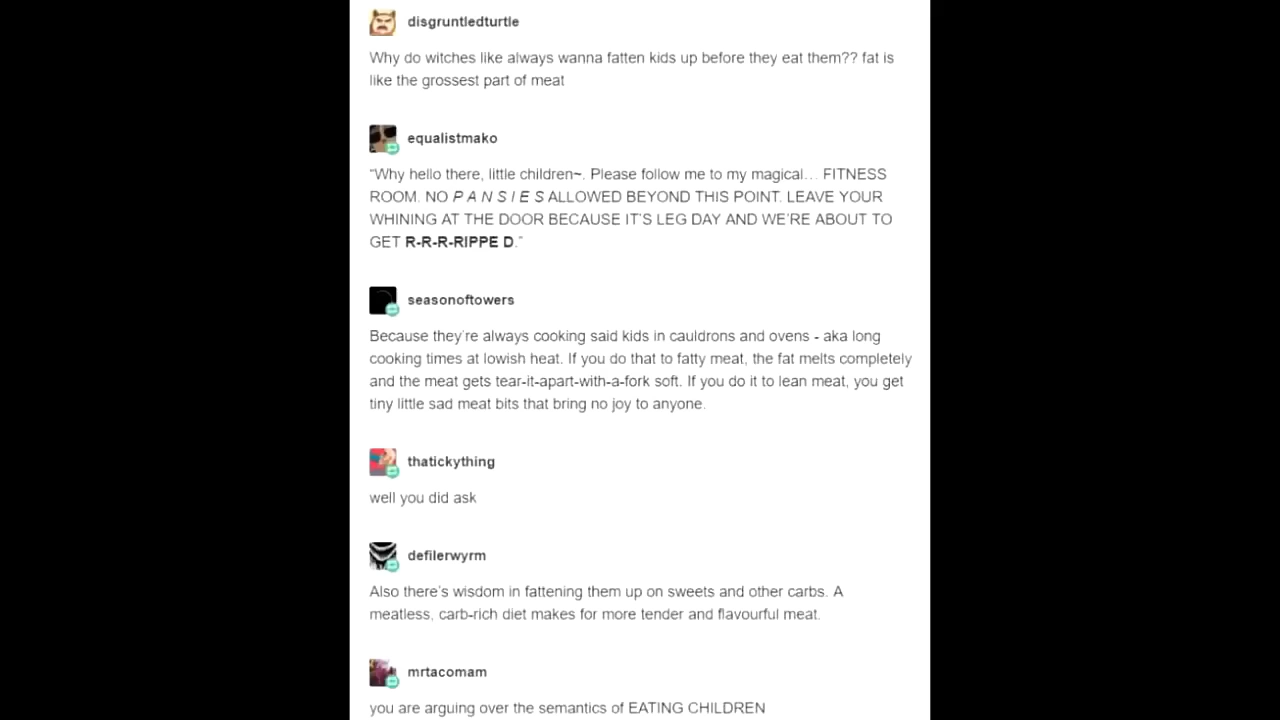 disgruntledturtle
Why do witches like always wanna fatten kids up before they eat them?? fat is
like the grossest part of meat
equalistmako
“Why hello there, little children~. Please follow me to my magical… FITNESS
ROOM. NO P A N S I E S ALLOWED BEYOND THIS POINT. LEAVE YOUR
WHINING AT THE DOOR BECAUSE IT’S LEG DAY AND WE’RE ABOUT TO
GET R-R-R-RIPPE D.”
seasonoftowers
Because they’re always cooking said kids in cauldrons and ovens - aka long
cooking times at lowish heat. If you do that to fatty meat, the fat melts completely
and the meat gets tear-it-apart-with-a-fork soft. If you do it to lean meat, you get
tiny little sad meat bits that bring no joy to anyone.
thatickything
well you did ask
defilerwyrm
Also there’s wisdom in fattening them up on sweets and other carbs. A
meatless, carb-rich diet makes for more tender and flavourful meat.
mrtacomam
you are arguing over the semantics of EATING CHILDREN